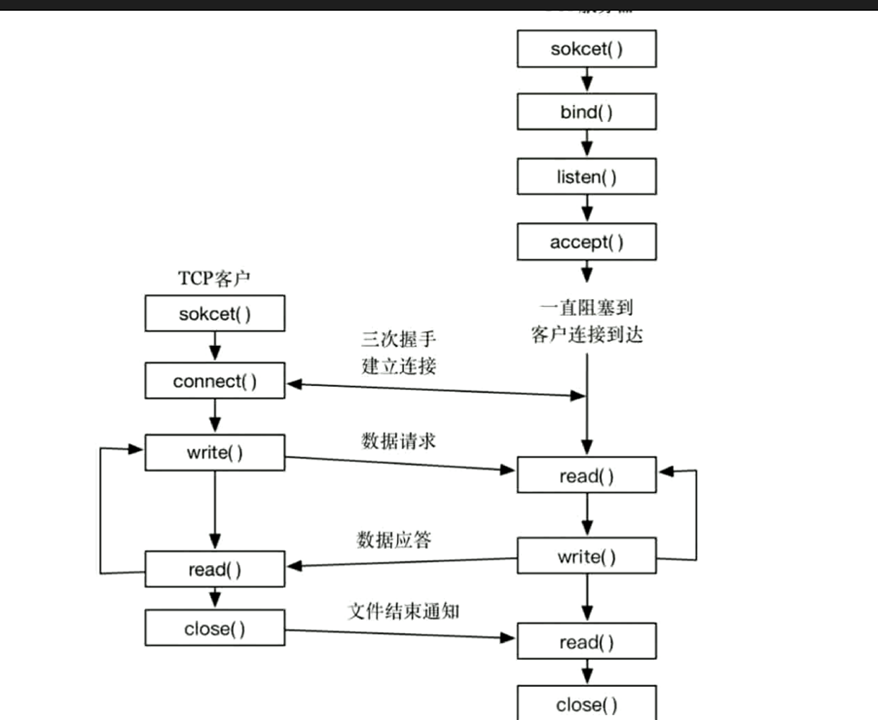 sokcet( )
bind( )
listen( )
accept( )
一直阻塞到
客户连接到达
TCP客户
sokcet( )
三次握手
建立连接
connect( )
数据请求
write( )
read( )
数据应答
write( )
read( )
文件结束通知
close( )
read( )
close( )